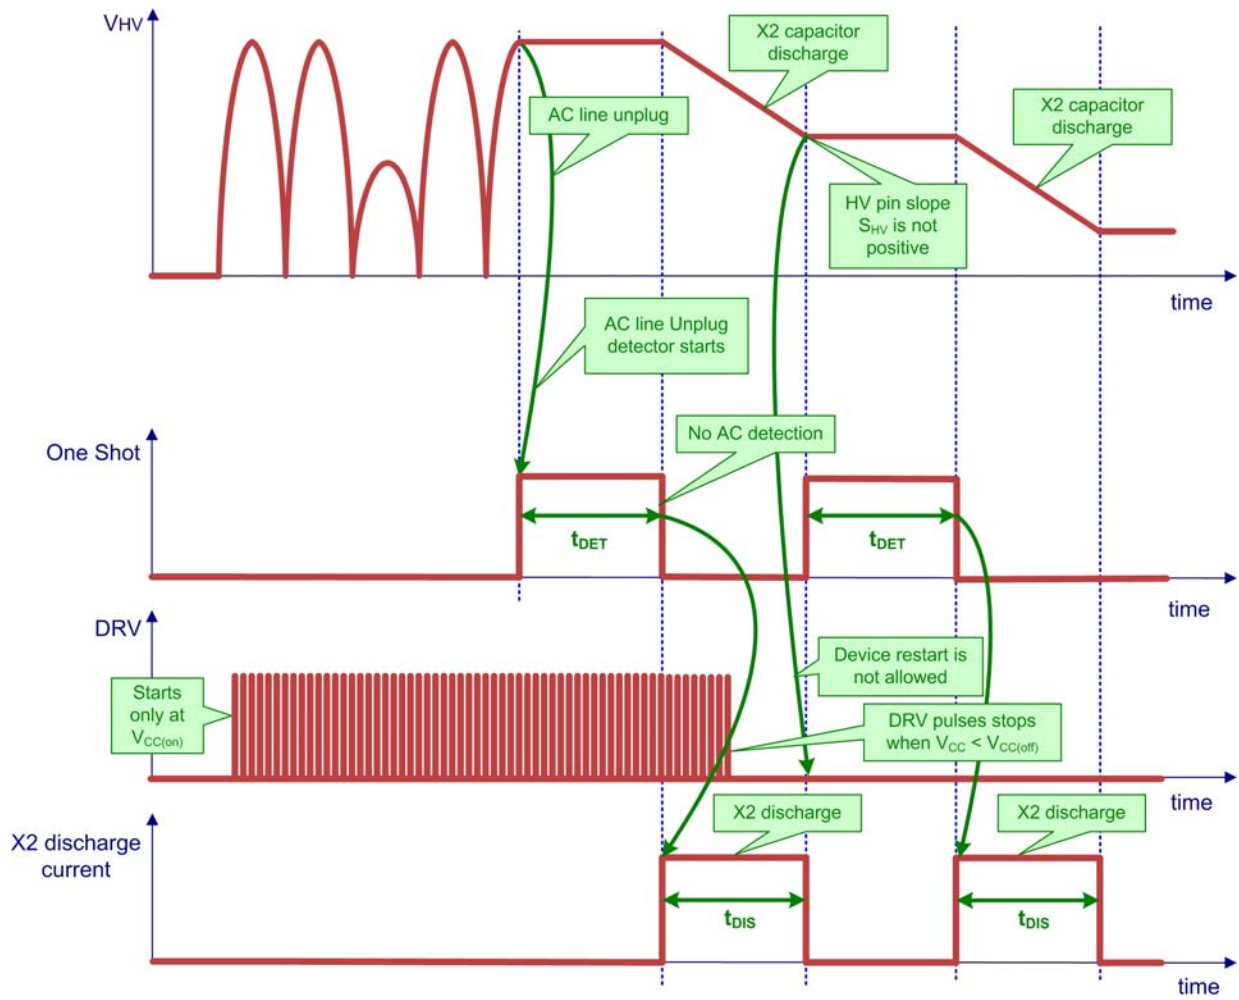 VHV
X2 capacitor
discharge
AC line unplug
X2 capacitor
discharge
HV pin slope
SHV is not
positive
time
AC line Unplug
detector starts
One Shot
No AC detection
tDET
tDET
time
DRV
Starts
only at
VCC(on)
Device restart is
not allowed
DRV pulses stops
when VCC < VCC(off)
time
X2 discharge
current
X2 discharge
X2 discharge
tDIS
tDIS
time